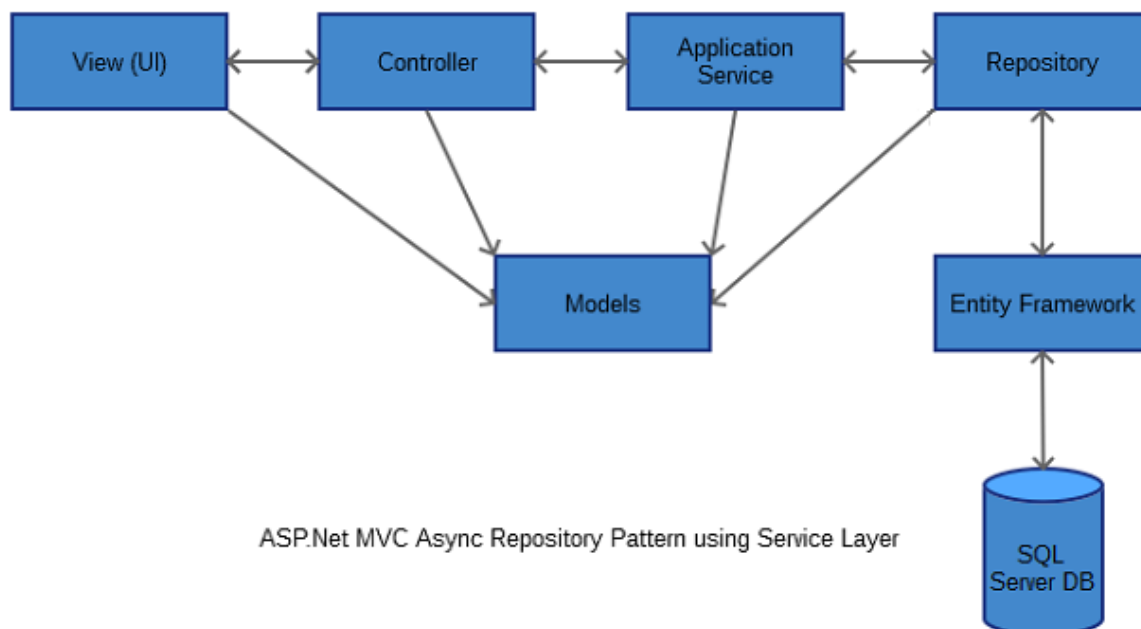 View (UI)
Controller
Application
Service
Repository
Models
Entity Framework
ASP.Net MVC Async Repository Pattern using Service Layer
SQL
Server DB